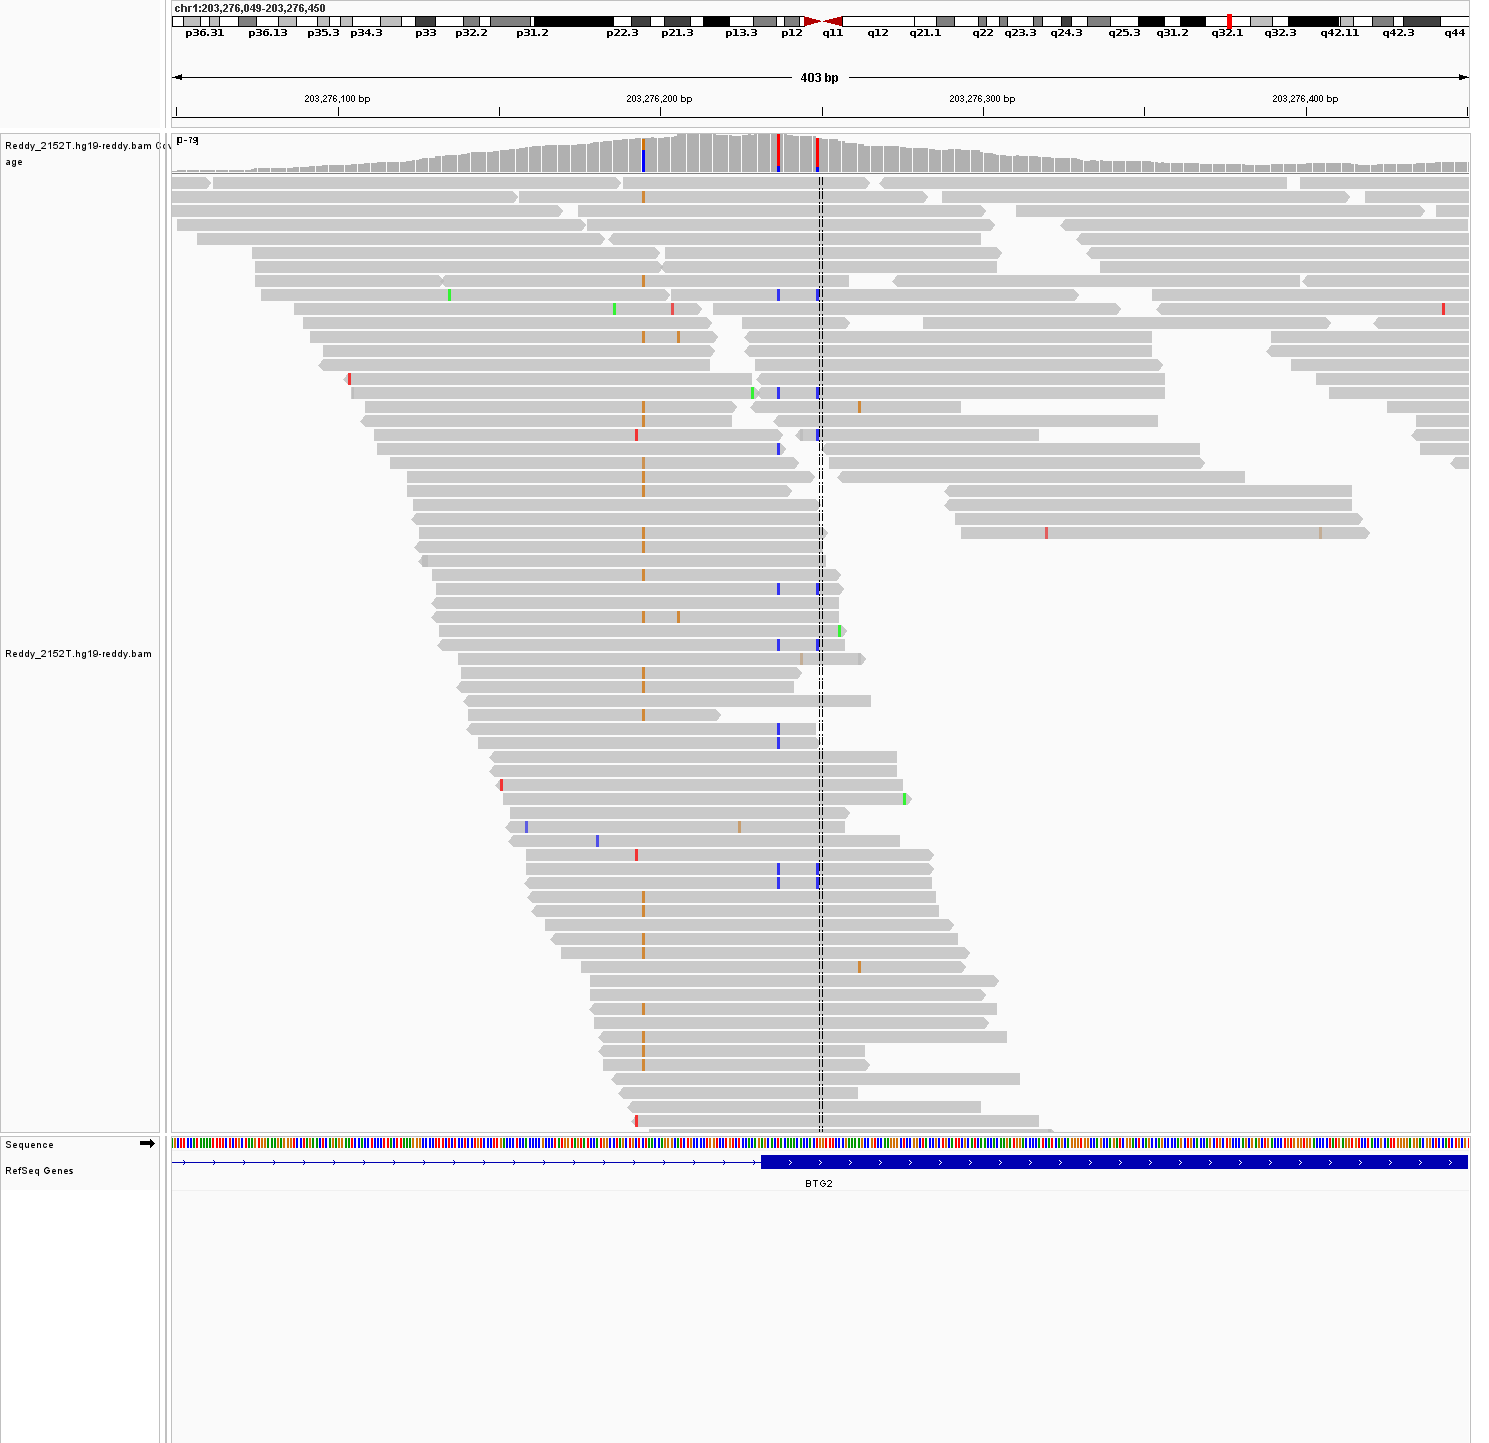 chr1:203,276,049-203,276,450
p36.31 p36.13 p35.3 p34.3 p33 p32.2 p31.2 p22.3 p21.3 p13.3 p12 q11 q12 q21.1 q22 q23.3 q24.3 q25.3 q31.2 q32.1 q32.3 q42.11 q42.3 q44
403 bp
203,276,100 bp 203,276,200 bp 203,276,300 bp 203,276,400 bp
[0-79]
Reddy_2152T.hg19-reddy.bam Cov
age
Reddy_2152T.hg19-reddy.bam
Sequence
RefSeq Genes
BTG2